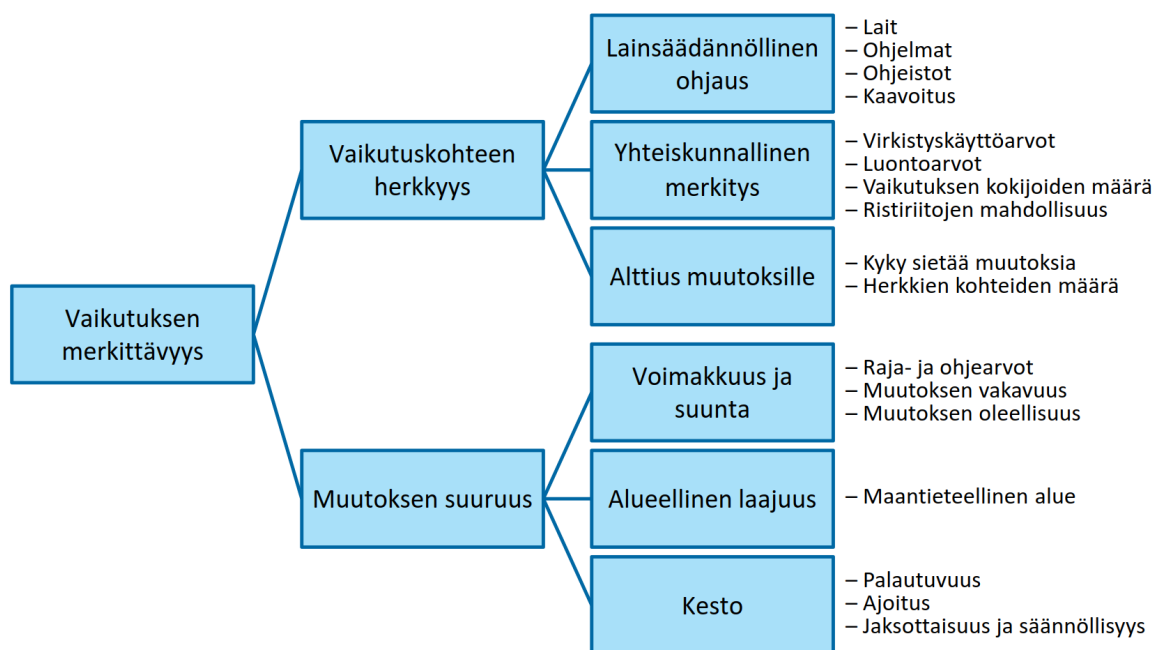 Vaikutuksen
merkittävyys
Vaikutuskohteen
herkkyys
Lainsäädännöllinen
ohjaus
– Lait
– Ohjelmat
– Ohjeistot
– Kaavoitus
Yhteiskunnallinen
merkitys
– Virkistyskäyttöarvot
– Luontoarvot
– Vaikutuksen kokijoiden määrä
– Ristiriitojen mahdollisuus
Alttius muutoksille
– Kyky sietää muutoksia
– Herkkien kohteiden määrä
Muutoksen suuruus
Voimakkuus ja
suunta
– Raja- ja ohjearvot
– Muutoksen vakavuus
– Muutoksen oleellisuus
Alueellinen laajuus
– Maantieteellinen alue
Kesto
– Palautuvuus
– Ajoitus
– Jaksottaisuus ja säännöllisyys